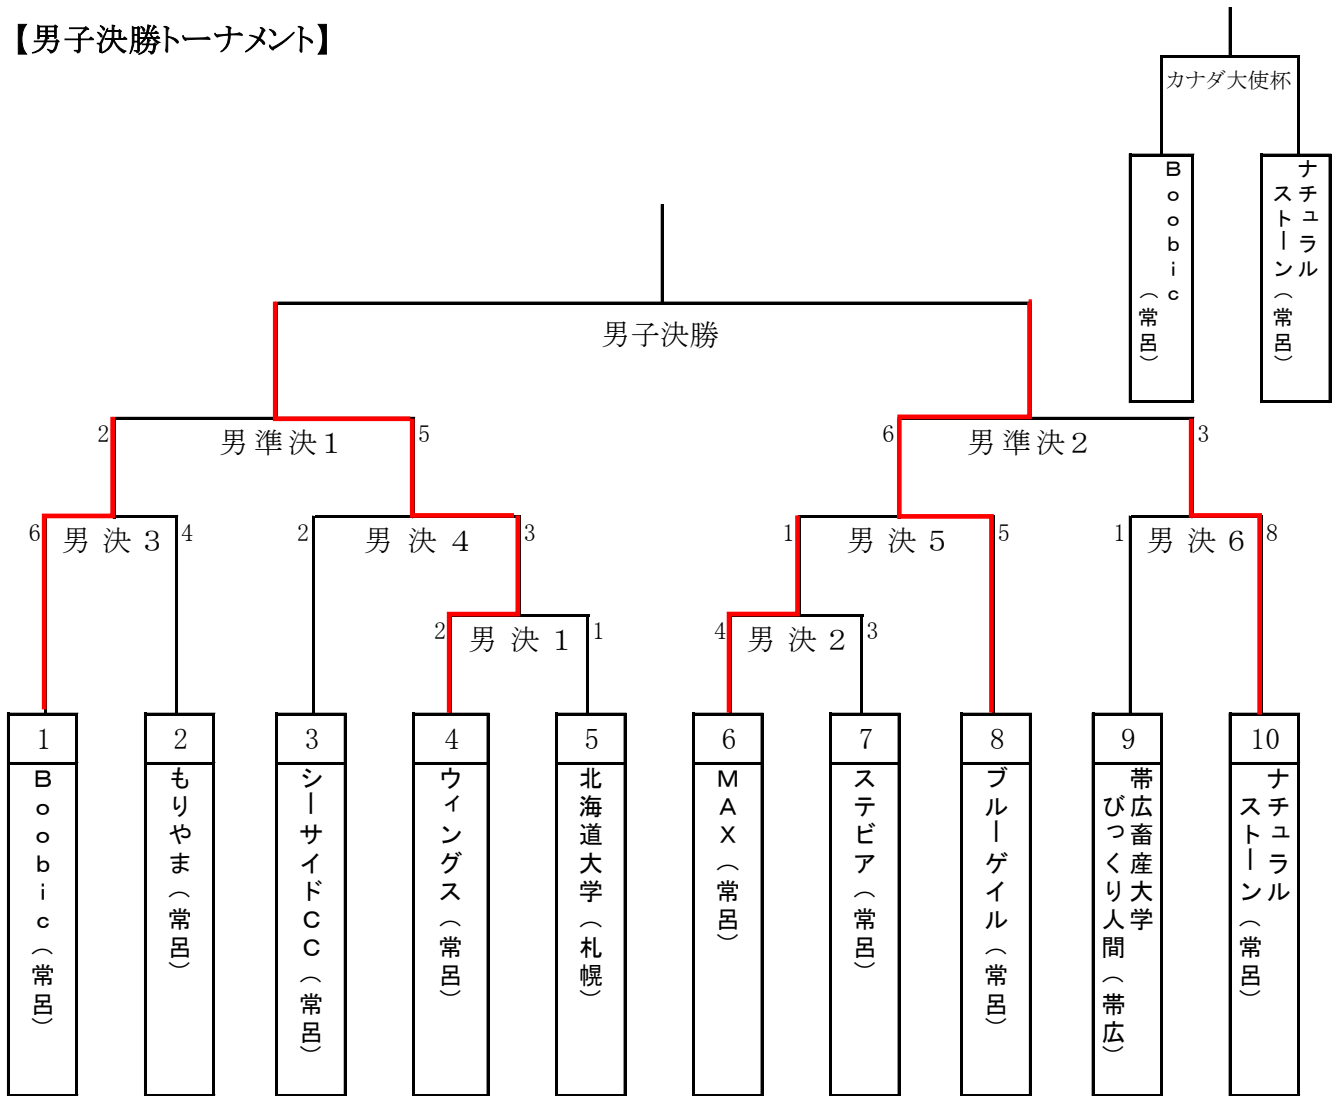 【男子決勝トーナメント】
カナダ大使杯
Boobic
(常呂)
ナチュラル
ストーン(常呂)
男子決勝
2 男準決1 5
6 男準決2 3
6 男決3 4
2 男決4 3
1 男決5 5
1 男決6 8
2 男決1 1
4 男決2 3
1
Boobic(常呂)
2
もりやま(常呂)
3
シーサイドCC(常呂)
4
ウィングス(常呂)
5
北海道大学(札幌)
6
MAX(常呂)
7
ステビア(常呂)
8
ブルーゲイル(常呂)
9
帯広畜産大学
びっくり人間(帯広)
10
ナチュラル
ストーン(常呂)